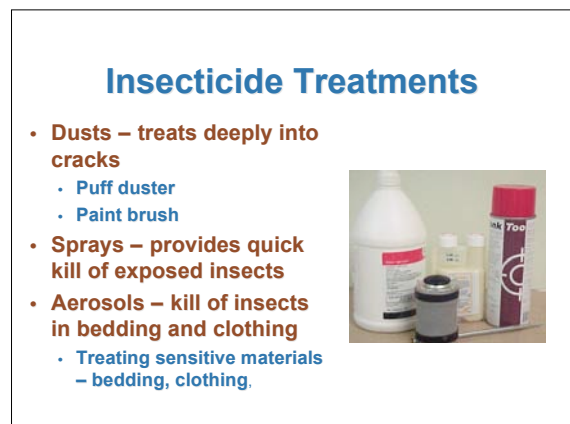 Insecticide Treatments
• Dusts – treats deeply into
cracks
• Puff duster
• Paint brush
• Sprays – provides quick
kill of exposed insects
• Aerosols – kill of insects
in bedding and clothing
• Treating sensitive materials
– bedding, clothing,